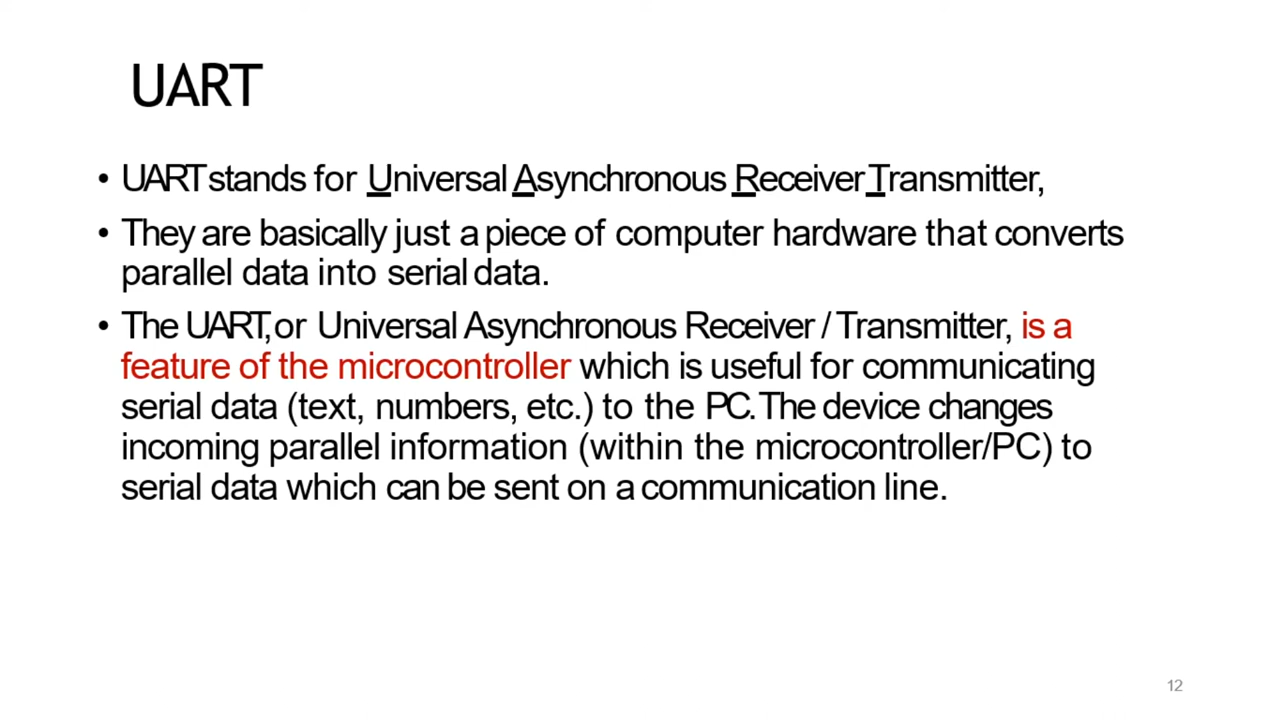 UART
• UART stands for Universal Asynchronous Receiver Transmitter,
• They are basically just a piece of computer hardware that converts
parallel data into serial data.
• The UART, or Universal Asynchronous Receiver / Transmitter, is a
feature of the microcontroller which is useful for communicating
serial data (text, numbers, etc.) to the PC. The device changes
incoming parallel information (within the microcontroller/PC) to
serial data which can be sent on a communication line.
12